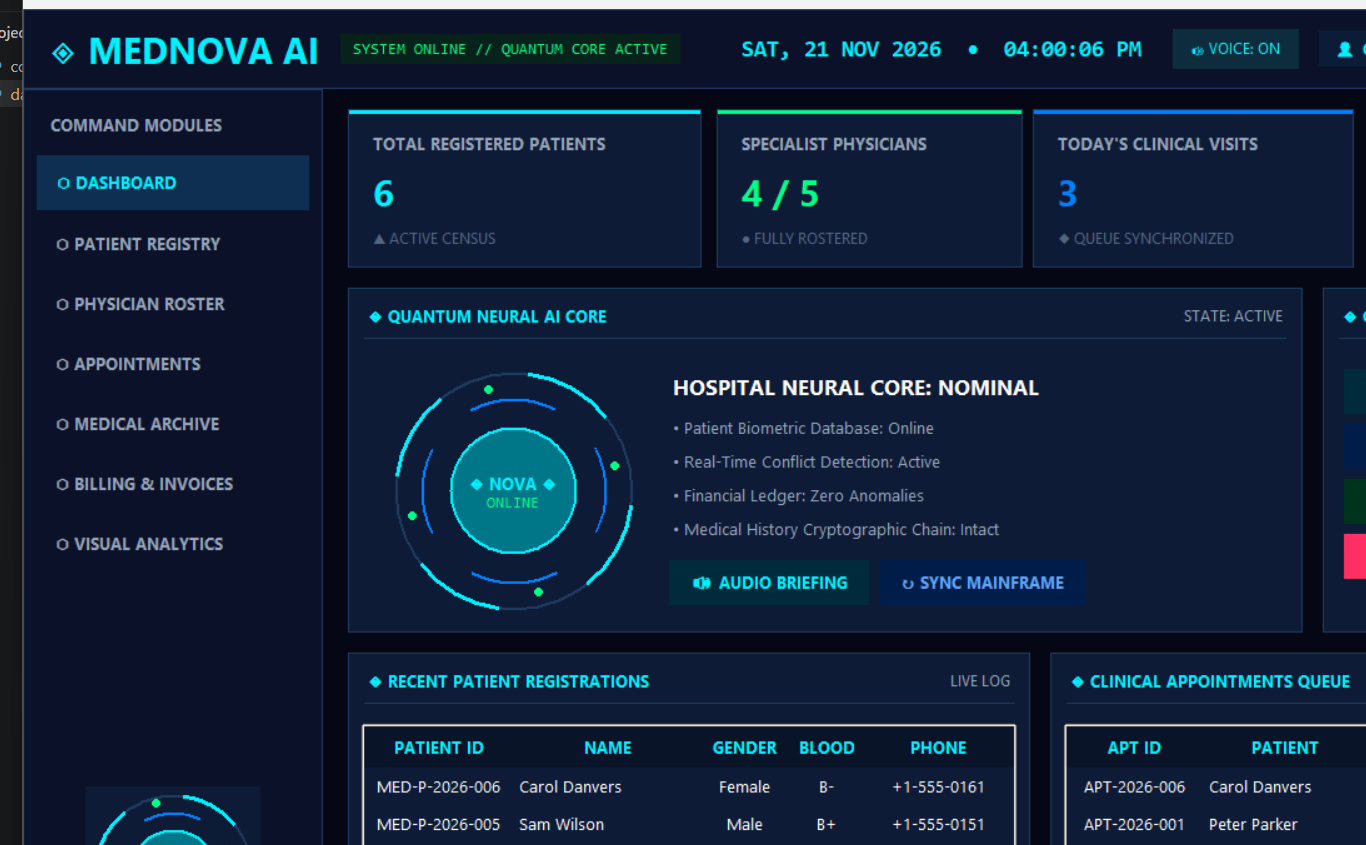 ojec
MEDNOVA AI
SYSTEM ONLINE // QUANTUM CORE ACTIVE
SAT, 21 NOV 2026 • 04:00:06 PM
VOICE: ON
COMMAND MODULES
DASHBOARD
PATIENT REGISTRY
PHYSICIAN ROSTER
APPOINTMENTS
MEDICAL ARCHIVE
BILLING & INVOICES
VISUAL ANALYTICS
TOTAL REGISTERED PATIENTS
6
▲ ACTIVE CENSUS
SPECIALIST PHYSICIANS
4 / 5
● FULLY ROSTERED
TODAY'S CLINICAL VISITS
3
◆ QUEUE SYNCHRONIZED
◆ QUANTUM NEURAL AI CORE
STATE: ACTIVE
◆ NOVA ◆
ONLINE
HOSPITAL NEURAL CORE: NOMINAL
• Patient Biometric Database: Online
• Real-Time Conflict Detection: Active
• Financial Ledger: Zero Anomalies
• Medical History Cryptographic Chain: Intact
AUDIO BRIEFING
↻ SYNC MAINFRAME
◆ RECENT PATIENT REGISTRATIONS
LIVE LOG
PATIENT ID NAME GENDER BLOOD PHONE
MED-P-2026-006 Carol Danvers Female B- +1-555-0161
MED-P-2026-005 Sam Wilson Male B+ +1-555-0151
◆ CLINICAL APPOINTMENTS QUEUE
APT ID PATIENT
APT-2026-006 Carol Danvers
APT-2026-001 Peter Parker